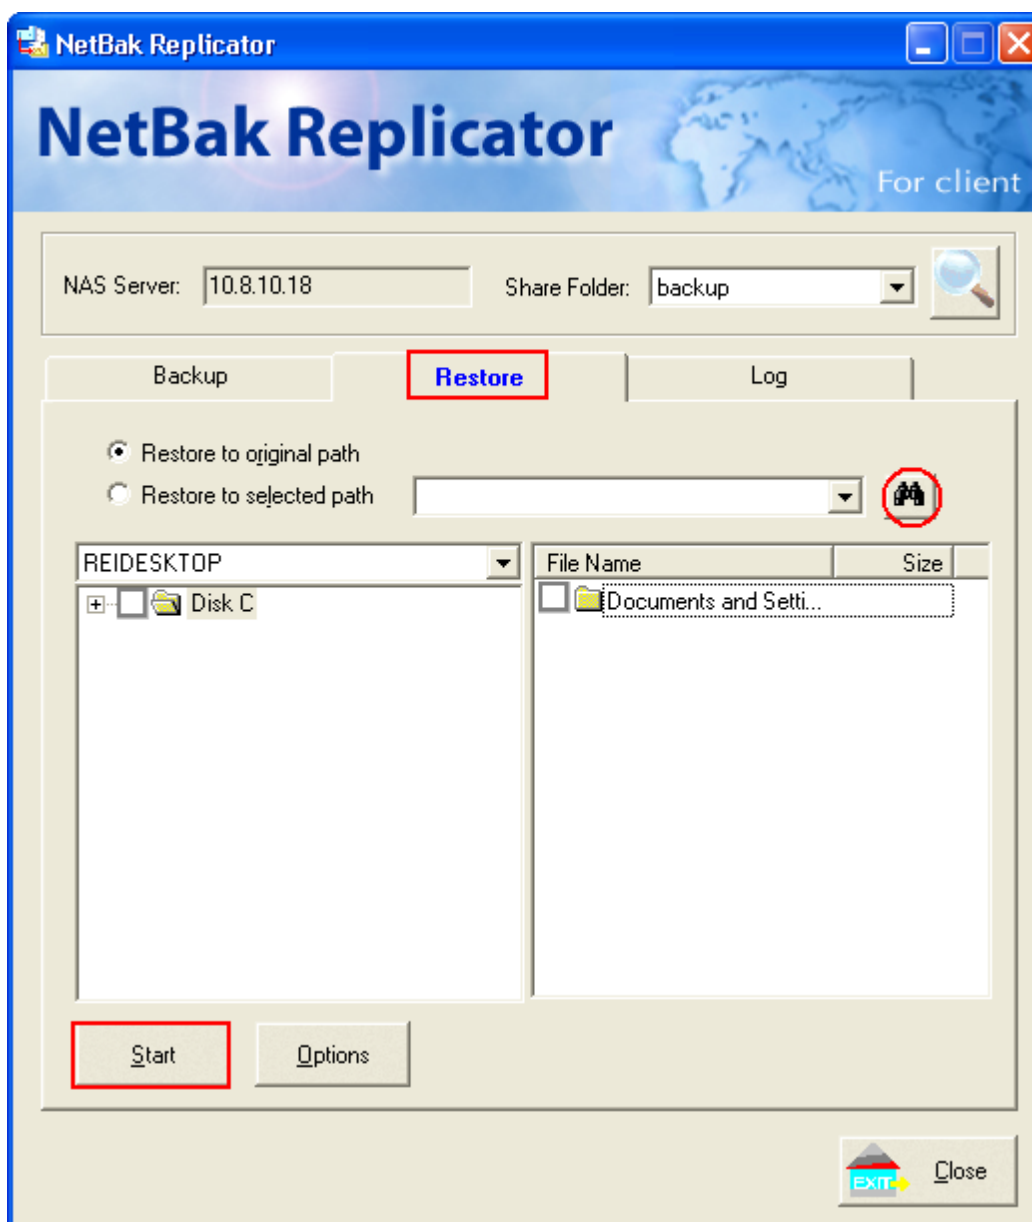 NetBak Replicator
NetBak Replicator
For client
NAS Server: 10.8.10.18 Share Folder: backup
Backup Restore Log
Restore to original path
Restore to selected path
REIDESKTOP File Name Size
Disk C Documents and Setti...
Start Options
EXIT Close